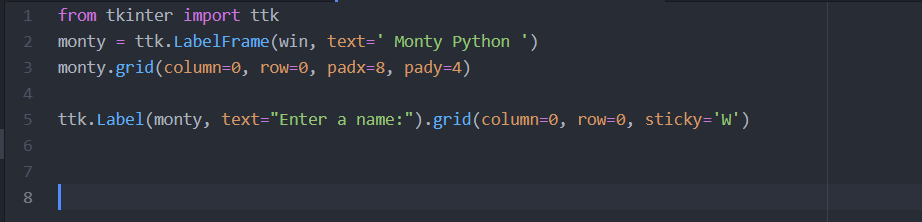 1 from tkinter import ttk
2 monty = ttk.LabelFrame(win, text=' Monty Python ')
3 monty.grid(column=0, row=0, padx=8, pady=4)
4
5 ttk.Label(monty, text="Enter a name:").grid(column=0, row=0, sticky='W')
6
7
8